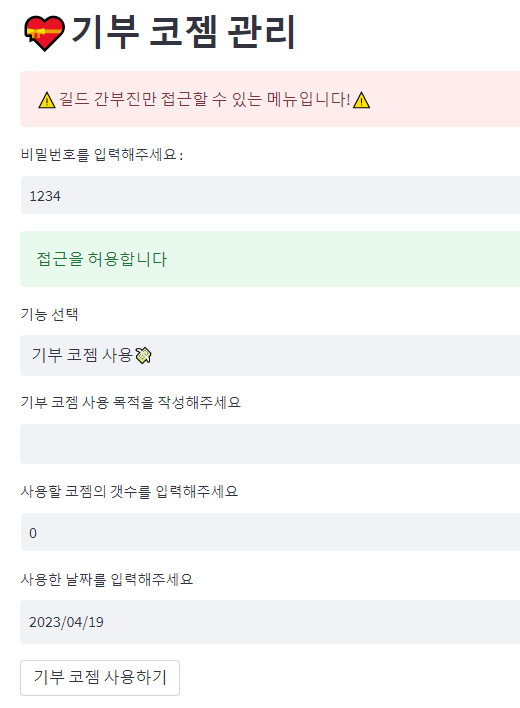 기부 코젬 관리
길드 간부진만 접근할 수 있는 메뉴입니다!
비밀번호를 입력해주세요 :
1234
접근을 허용합니다
기능 선택
기부 코젬 사용
기부 코젬 사용 목적을 작성해주세요
사용할 코젬의 갯수를 입력해주세요
0
사용한 날짜를 입력해주세요
2023/04/19
기부 코젬 사용하기